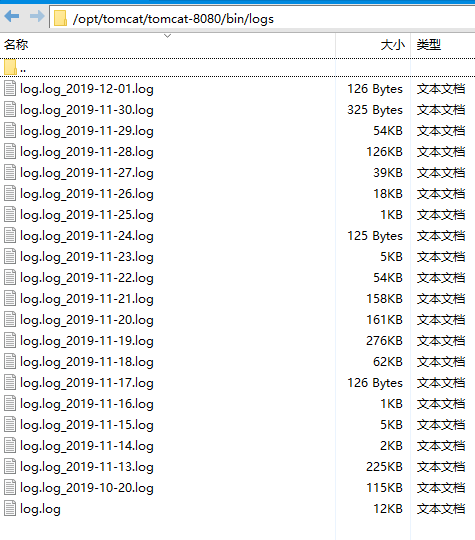 /opt/tomcat/tomcat-8080/bin/logs
名称 大小 类型
..
log.log_2019-12-01.log 126 Bytes 文本文档
log.log_2019-11-30.log 325 Bytes 文本文档
log.log_2019-11-29.log 54KB 文本文档
log.log_2019-11-28.log 126KB 文本文档
log.log_2019-11-27.log 39KB 文本文档
log.log_2019-11-26.log 18KB 文本文档
log.log_2019-11-25.log 1KB 文本文档
log.log_2019-11-24.log 125 Bytes 文本文档
log.log_2019-11-23.log 5KB 文本文档
log.log_2019-11-22.log 54KB 文本文档
log.log_2019-11-21.log 158KB 文本文档
log.log_2019-11-20.log 161KB 文本文档
log.log_2019-11-19.log 276KB 文本文档
log.log_2019-11-18.log 62KB 文本文档
log.log_2019-11-17.log 126 Bytes 文本文档
log.log_2019-11-16.log 1KB 文本文档
log.log_2019-11-15.log 5KB 文本文档
log.log_2019-11-14.log 2KB 文本文档
log.log_2019-11-13.log 225KB 文本文档
log.log_2019-10-20.log 115KB 文本文档
log.log 12KB 文本文档